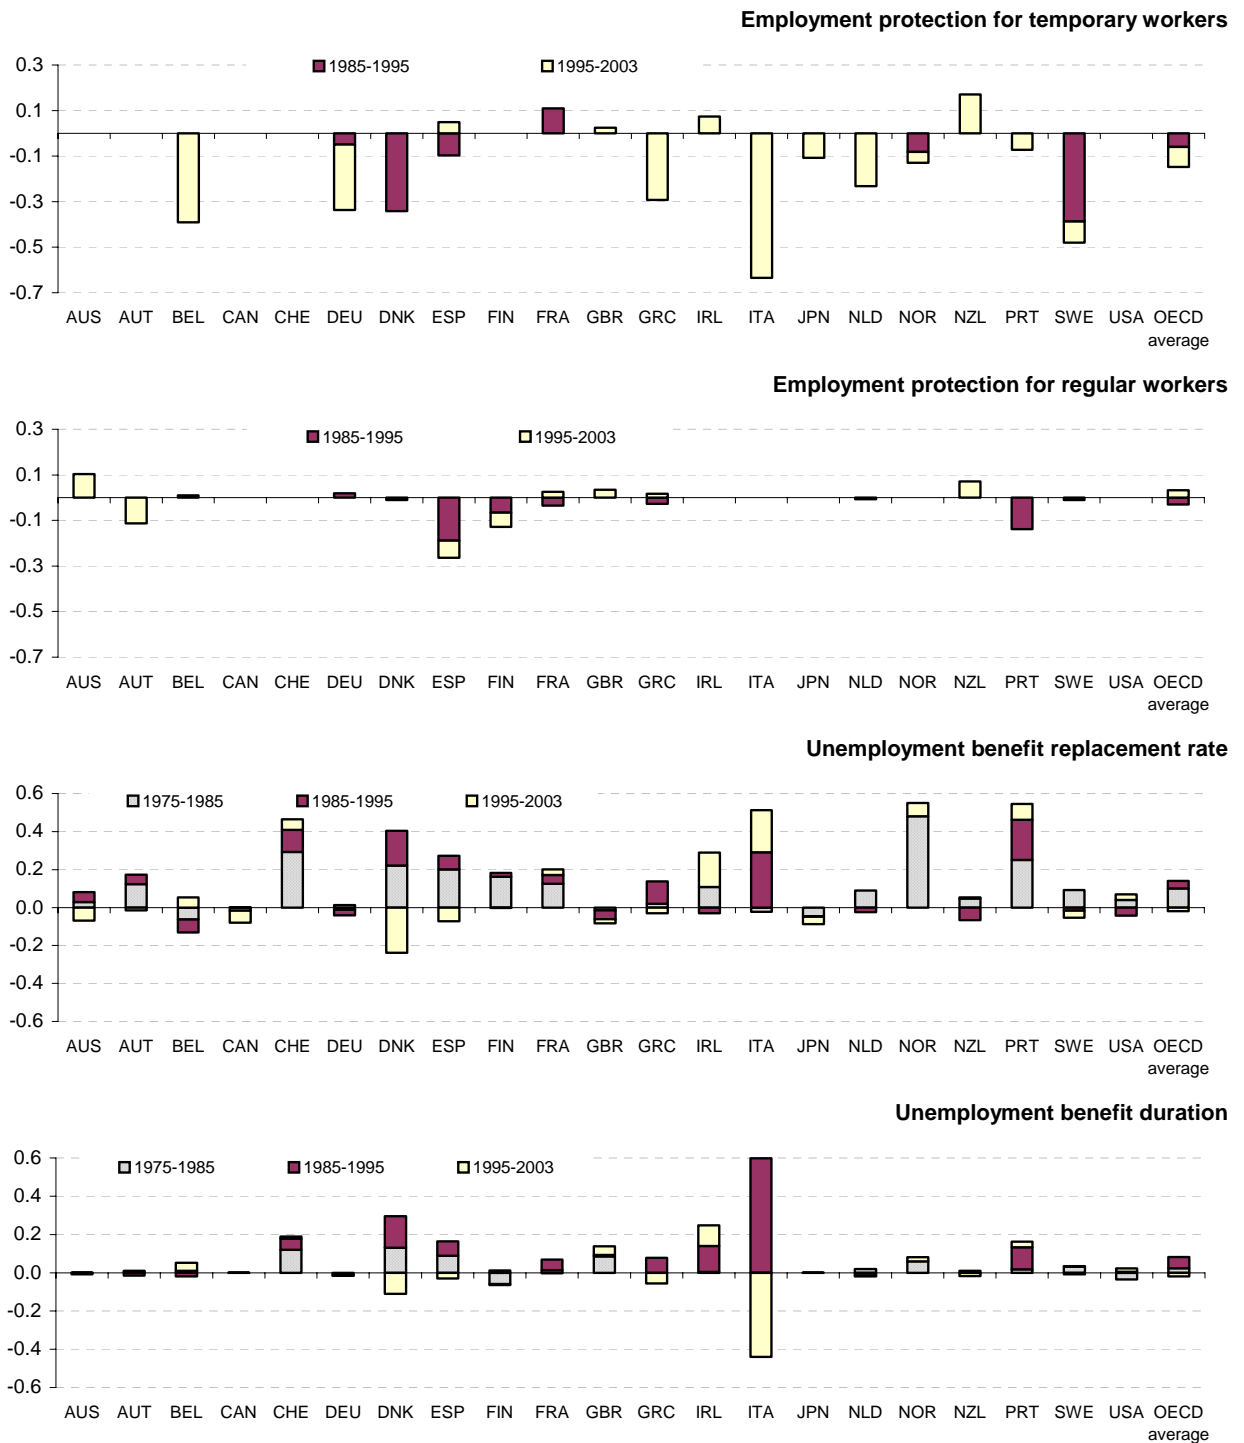 Employment protection for temporary workers
1985-1995 1995-2003
0.3
0.1
-0.1
-0.3
-0.5
-0.7
AUS AUT BEL CAN CHE DEU DNK ESP FIN FRA GBR GRC IRL ITA JPN NLD NOR NZL PRT SWE USA OECD
average
Employment protection for regular workers
1985-1995 1995-2003
0.3
0.1
-0.1
-0.3
-0.5
-0.7
AUS AUT BEL CAN CHE DEU DNK ESP FIN FRA GBR GRC IRL ITA JPN NLD NOR NZL PRT SWE USA OECD
average
Unemployment benefit replacement rate
1975-1985 1985-1995 1995-2003
0.6
0.4
0.2
0.0
-0.2
-0.4
-0.6
AUS AUT BEL CAN CHE DEU DNK ESP FIN FRA GBR GRC IRL ITA JPN NLD NOR NZL PRT SWE USA OECD
average
Unemployment benefit duration
1975-1985 1985-1995 1995-2003
0.6
0.4
0.2
0.0
-0.2
-0.4
-0.6
AUS AUT BEL CAN CHE DEU DNK ESP FIN FRA GBR GRC IRL ITA JPN NLD NOR NZL PRT SWE USA OECD
average